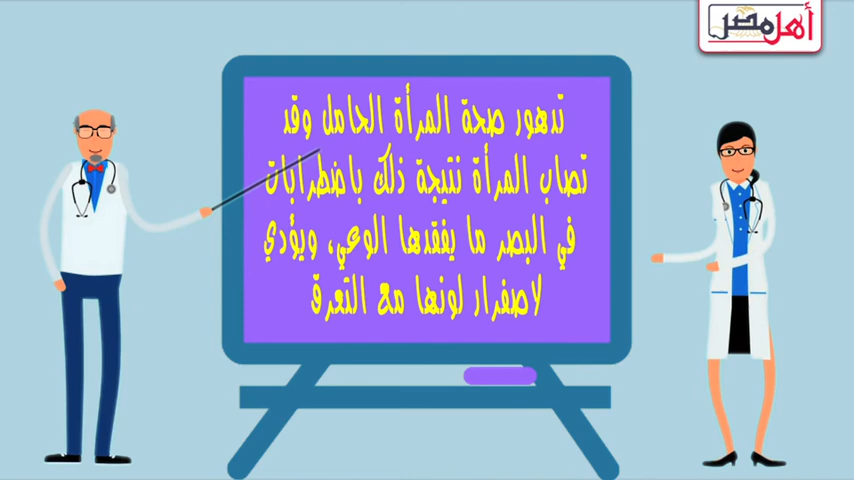 أهل مصر
تدهور صحة المرأة الحامل وقد
تصاب المرأة نتيجة ذلك باضطرابات
في البصر ما يفقدها الوعي، ويؤدي
لاصفرار لونها مع التعرق